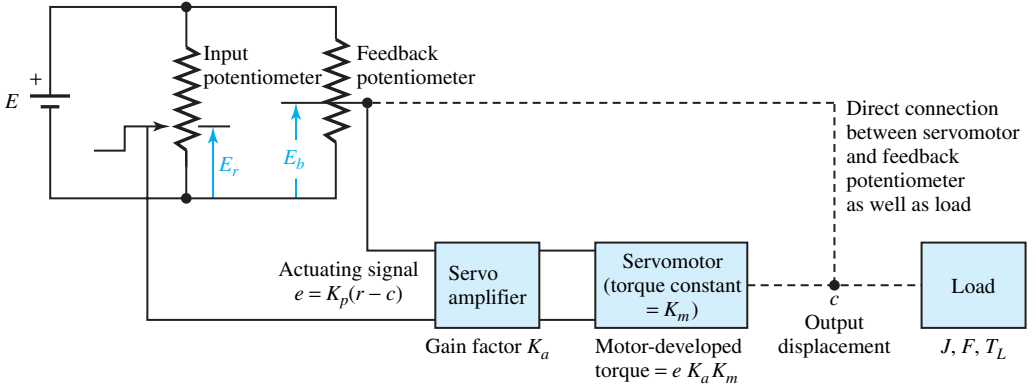 Input
potentiometer
Feedback
potentiometer
+
E
E_r
E_b
Direct connection
between servomotor
and feedback
potentiometer
as well as load
Actuating signal
e = K_p(r − c)
Servo
amplifier
Gain factor K_a
Servomotor
(torque constant
= K_m)
Motor-developed
torque = e K_a K_m
c
Output
displacement
Load
J, F, T_L